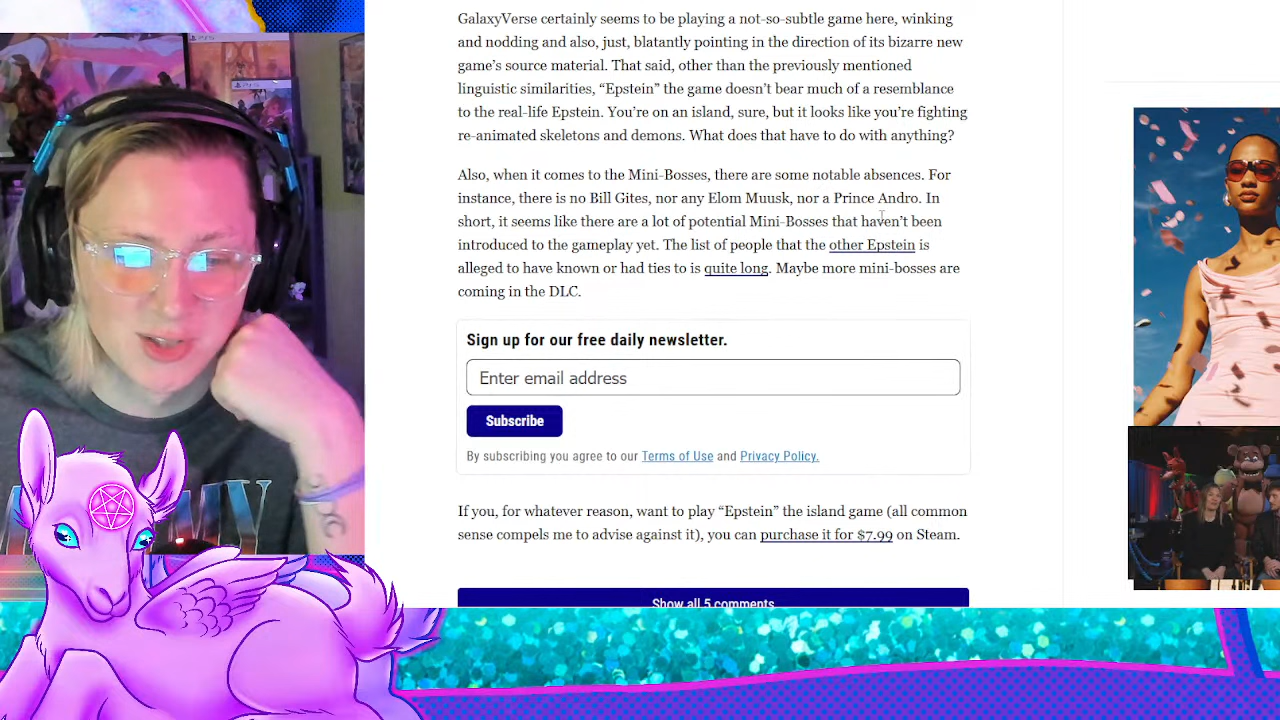 GalaxyVerse certainly seems to be playing a not-so-subtle game here, winking
and nodding and also, just, blatantly pointing in the direction of its bizarre new
game’s source material. That said, other than the previously mentioned
linguistic similarities, “Epstein” the game doesn’t bear much of a resemblance
to the real-life Epstein. You’re on an island, sure, but it looks like you’re fighting
re-animated skeletons and demons. What does that have to do with anything?
Also, when it comes to the Mini-Bosses, there are some notable absences. For
instance, there is no Bill Gites, nor any Elom Muusk, nor a Prince Andro. In
short, it seems like there are a lot of potential Mini-Bosses that haven’t been
introduced to the gameplay yet. The list of people that the other Epstein is
alleged to have known or had ties to is quite long. Maybe more mini-bosses are
coming in the DLC.
Sign up for our free daily newsletter.
Enter email address
Subscribe
By subscribing you agree to our Terms of Use and Privacy Policy.
If you, for whatever reason, want to play “Epstein” the island game (all common
sense compels me to advise against it), you can purchase it for $7.99 on Steam.
Show all 5 comments